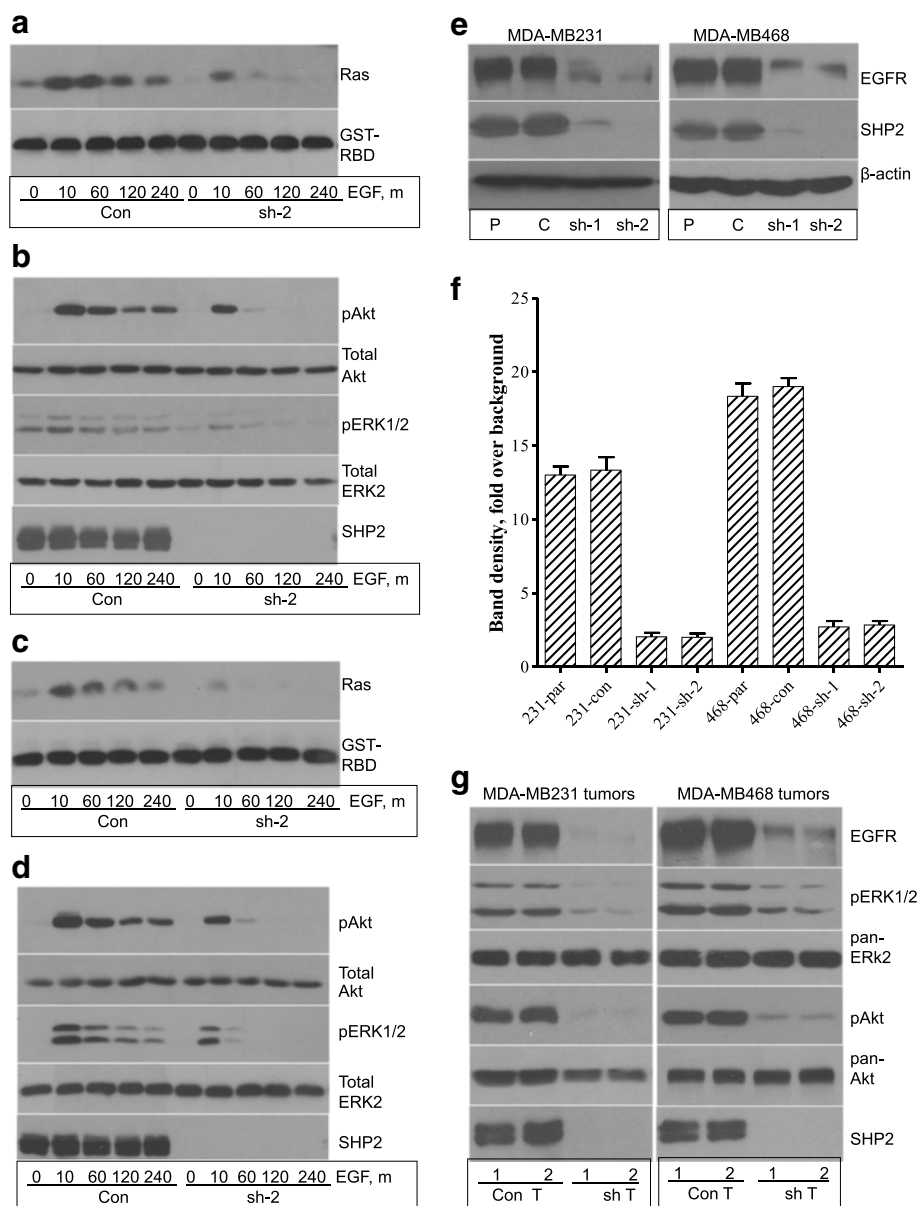 a
Ras
GST-
RBD
0 10 60 120 240 0 10 60 120 240 EGF, m
Con sh-2
b
pAkt
Total
Akt
pERK1/2
Total
ERK2
SHP2
0 10 60 120 240 0 10 60 120 240 EGF, m
Con sh-2
c
Ras
GST-
RBD
0 10 60 120 240 0 10 60 120 240 EGF, m
Con sh-2
d
pAkt
Total
Akt
pERK1/2
Total
ERK2
SHP2
0 10 60 120 240 0 10 60 120 240 EGF, m
Con sh-2
e
MDA-MB231 MDA-MB468
EGFR
SHP2
β-actin
P C sh-1 sh-2 P C sh-1 sh-2
f
Band density, fold over background
25
20
15
10
5
0
231-par 231-con 231-sh-1 231-sh-2 468-par 468-con 468-sh-1 468-sh-2
g
MDA-MB231 tumors MDA-MB468 tumors
EGFR
pERK1/2
pan-
ERk2
pAkt
pan-
Akt
SHP2
1 2 1 2 1 2 1 2
Con T sh T Con T sh T